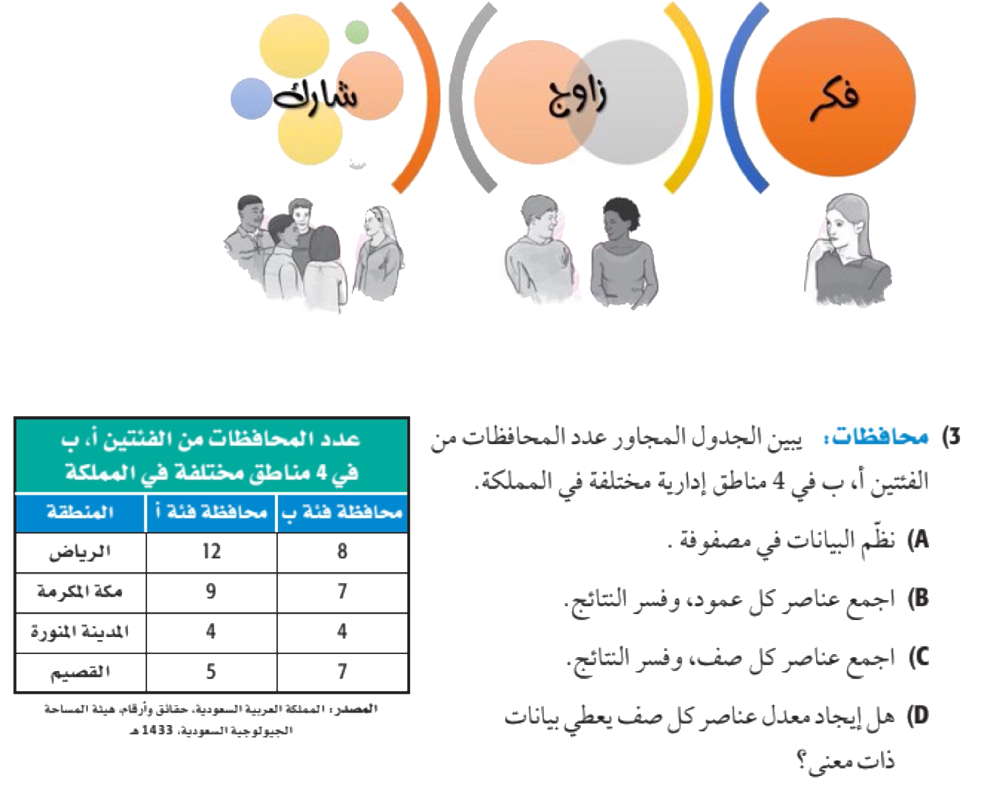 فكر
زاوج
شارك
3) محافظات: يبين الجدول المجاور عدد المحافظات من
الفئتين أ، ب في 4 مناطق إدارية مختلفة في المملكة.
A) نظّم البيانات في مصفوفة .
B) اجمع عناصر كل عمود، وفسر النتائج.
C) اجمع عناصر كل صف، وفسر النتائج.
D) هل إيجاد معدل عناصر كل صف يعطي بيانات
ذات معنى؟
عدد المحافظات من الفئتين أ، ب
في 4 مناطق مختلفة في المملكة
المنطقة محافظة فئة أ محافظة فئة ب
الرياض 12 8
مكة المكرمة 9 7
المدينة المنورة 4 4
القصيم 5 7
المصدر: المملكة العربية السعودية، حقائق وأرقام، هيئة المساحة
الجيولوجية السعودية، 1433 هـ